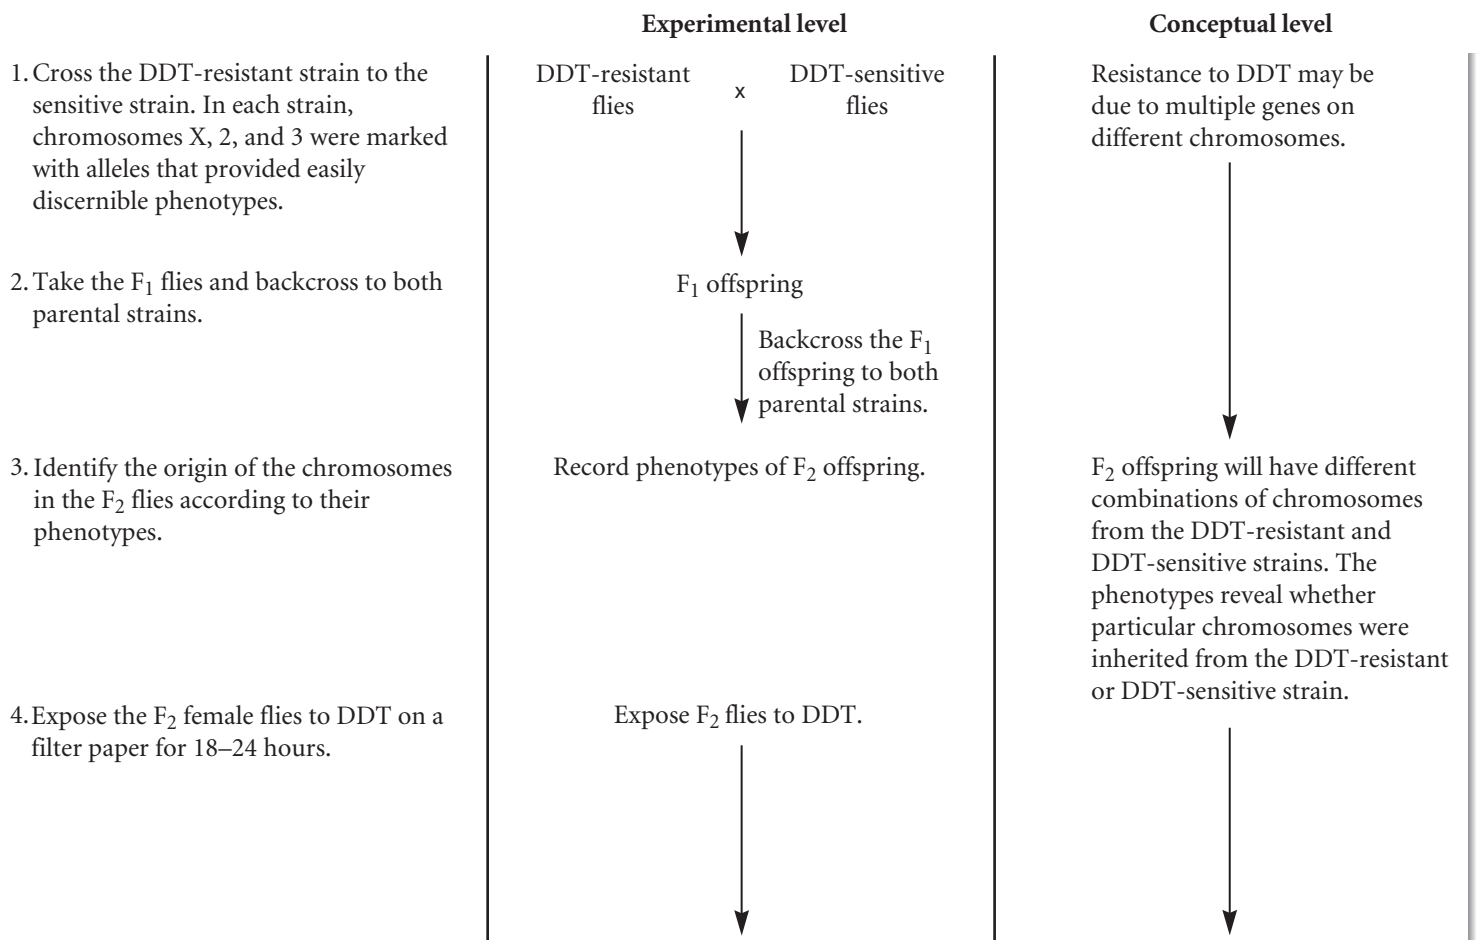 Experimental level
Conceptual level
1. Cross the DDT-resistant strain to the
sensitive strain. In each strain,
chromosomes X, 2, and 3 were marked
with alleles that provided easily
discernible phenotypes.
DDT-resistant
flies
x
DDT-sensitive
flies
Resistance to DDT may be
due to multiple genes on
different chromosomes.
2. Take the F1 flies and backcross to both
parental strains.
F1 offspring
Backcross the F1
offspring to both
parental strains.
3. Identify the origin of the chromosomes
in the F2 flies according to their
phenotypes.
Record phenotypes of F2 offspring.
F2 offspring will have different
combinations of chromosomes
from the DDT-resistant and
DDT-sensitive strains. The
phenotypes reveal whether
particular chromosomes were
inherited from the DDT-resistant
or DDT-sensitive strain.
4. Expose the F2 female flies to DDT on a
filter paper for 18–24 hours.
Expose F2 flies to DDT.